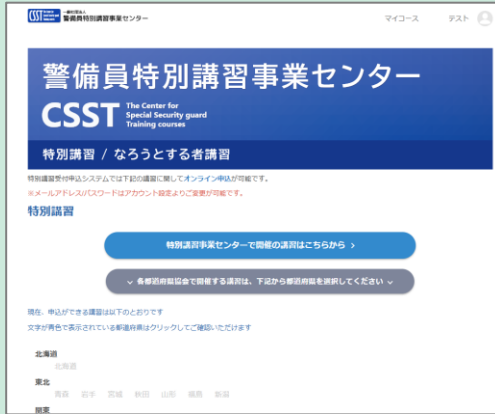 CSST 一般社団法人 警備員特別講習事業センター
マイコース テスト
警備員特別講習事業センター
CSST The Center for Special Security guard Training courses
特別講習 / なろうとする者講習
特別講習受付申込システムでは下記の講習に関してオンライン申込が可能です。
※メールアドレス/パスワードはアカウント設定よりご変更が可能です。
特別講習
特別講習事業センターで開催の講習はこちらから >
各都道府県協会で開催する講習は、下記から都道府県を選択してください
現在、申込ができる講習は以下のとおりです
文字が青色で表示されている都道府県はクリックしてご確認いただけます
北海道
北海道
東北
青森 岩手 宮城 秋田 山形 福島 新潟
関東